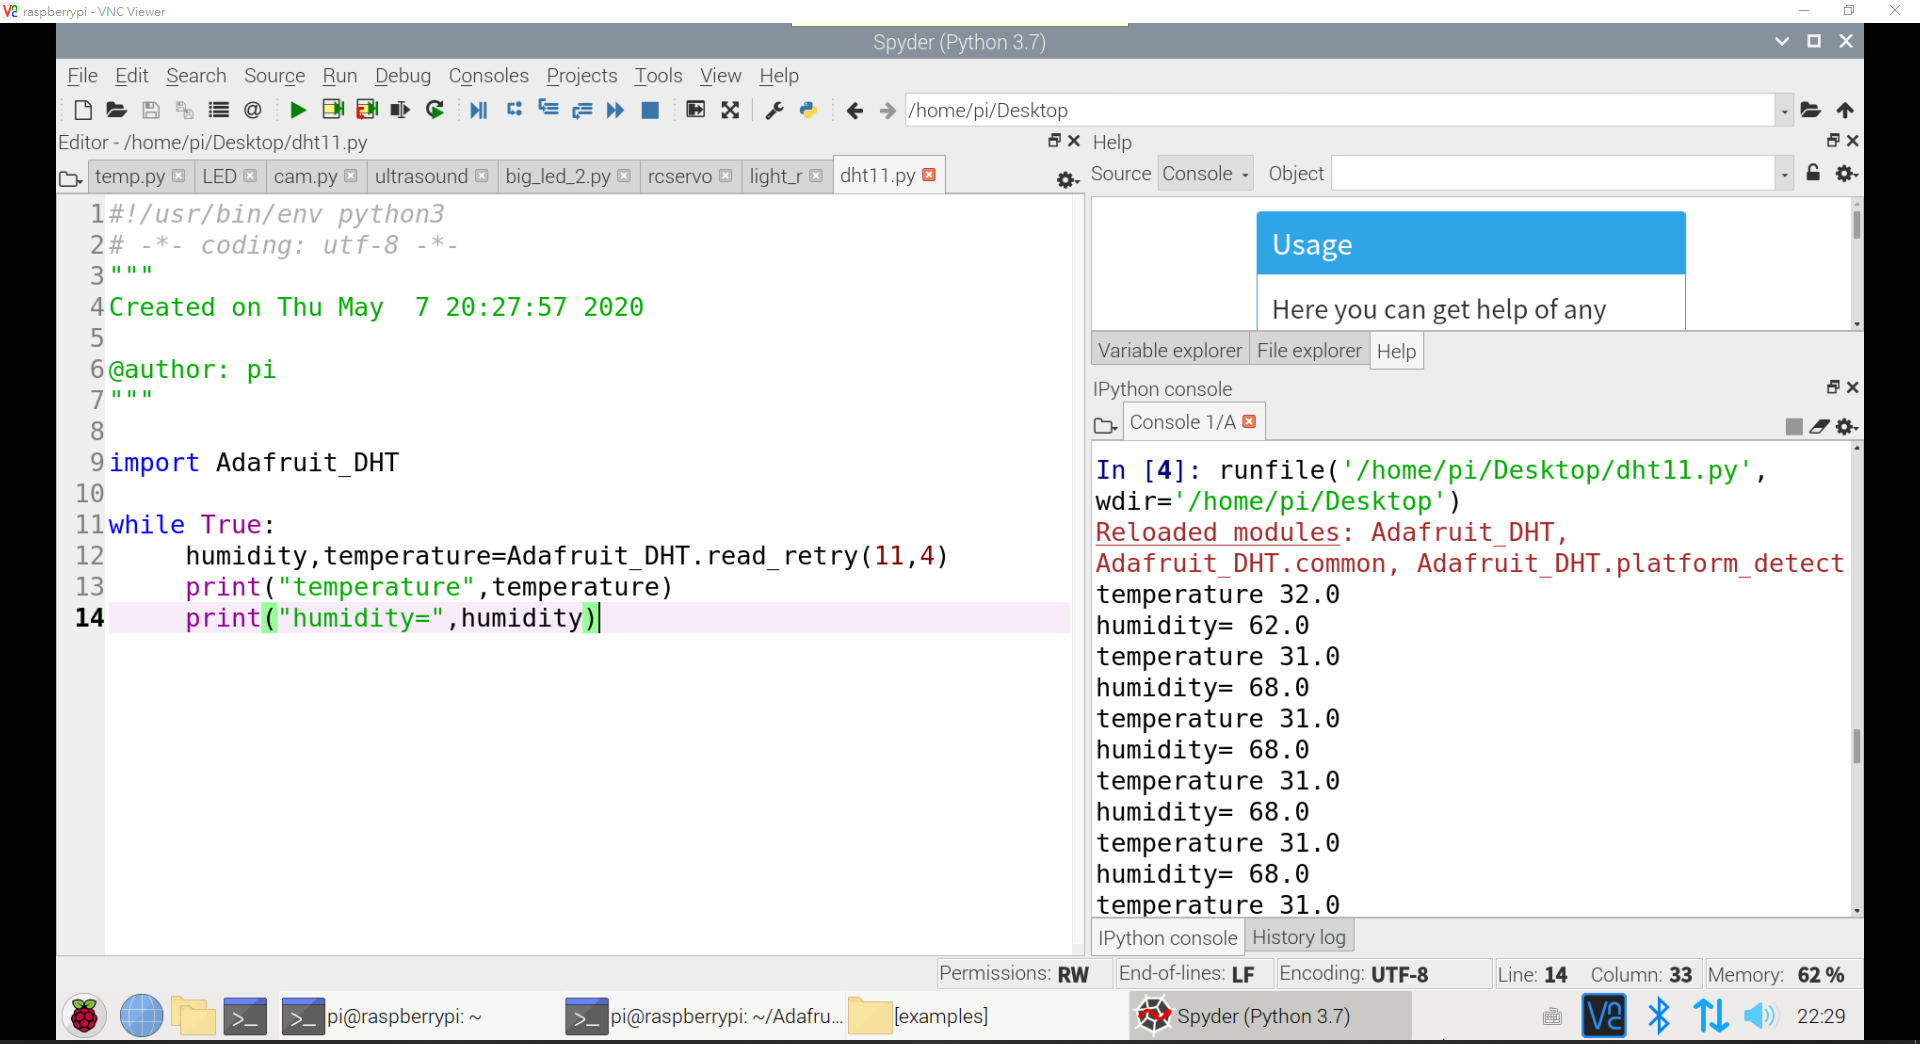 raspberrypi - VNC Viewer
Spyder (Python 3.7)
File Edit Search Source Run Debug Consoles Projects Tools View Help
/home/pi/Desktop
Editor - /home/pi/Desktop/dht11.py
temp.py LED cam.py ultrasound big_led_2.py rcservo light_r dht11.py
1 #!/usr/bin/env python3
2 # -*- coding: utf-8 -*-
3 """
4 Created on Thu May  7 20:27:57 2020
5
6 @author: pi
7 """
8
9 import Adafruit_DHT
10
11 while True:
12      humidity,temperature=Adafruit_DHT.read_retry(11,4)
13      print("temperature",temperature)
14      print("humidity=",humidity)
Help
Source Console Object
Usage
Here you can get help of any
Variable explorer File explorer Help
IPython console
Console 1/A
In [4]: runfile('/home/pi/Desktop/dht11.py',
wdir='/home/pi/Desktop')
Reloaded modules: Adafruit_DHT,
Adafruit_DHT.common, Adafruit_DHT.platform_detect
temperature 32.0
humidity= 62.0
temperature 31.0
humidity= 68.0
temperature 31.0
humidity= 68.0
temperature 31.0
humidity= 68.0
temperature 31.0
humidity= 68.0
temperature 31.0
IPython console History log
Permissions: RW End-of-lines: LF Encoding: UTF-8 Line: 14 Column: 33 Memory: 62 %
pi@raspberrypi: ~ pi@raspberrypi: ~/Adafru... [examples] Spyder (Python 3.7) 22:29